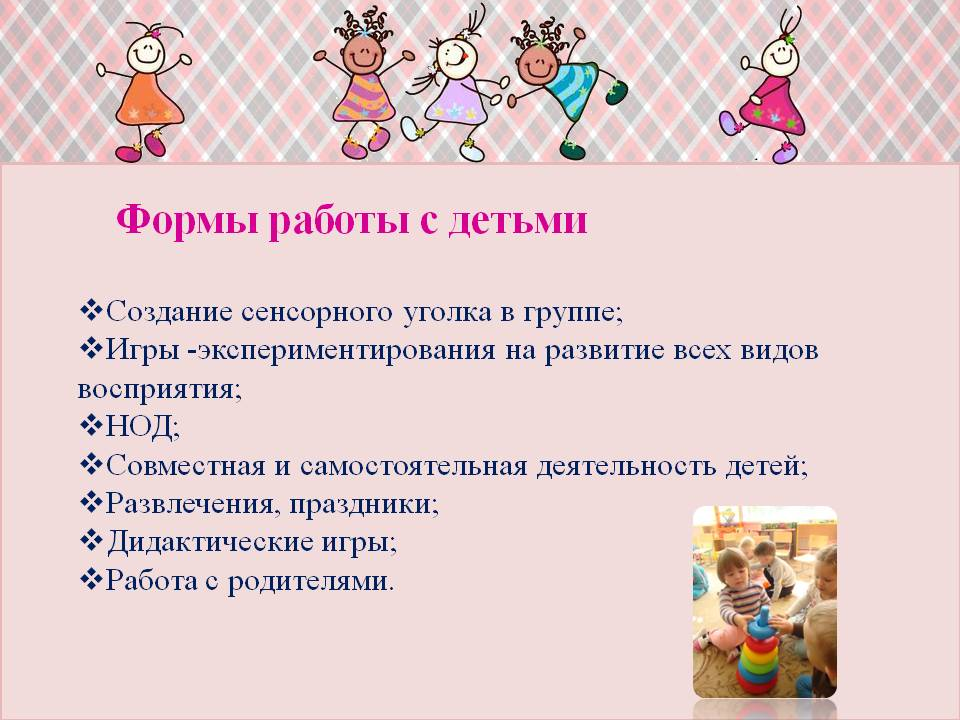 Формы работы с детьми
❖Создание сенсорного уголка в группе;
❖Игры -экспериментирования на развитие всех видов
восприятия;
❖НОД;
❖Совместная и самостоятельная деятельность детей;
❖Развлечения, праздники;
❖Дидактические игры;
❖Работа с родителями.